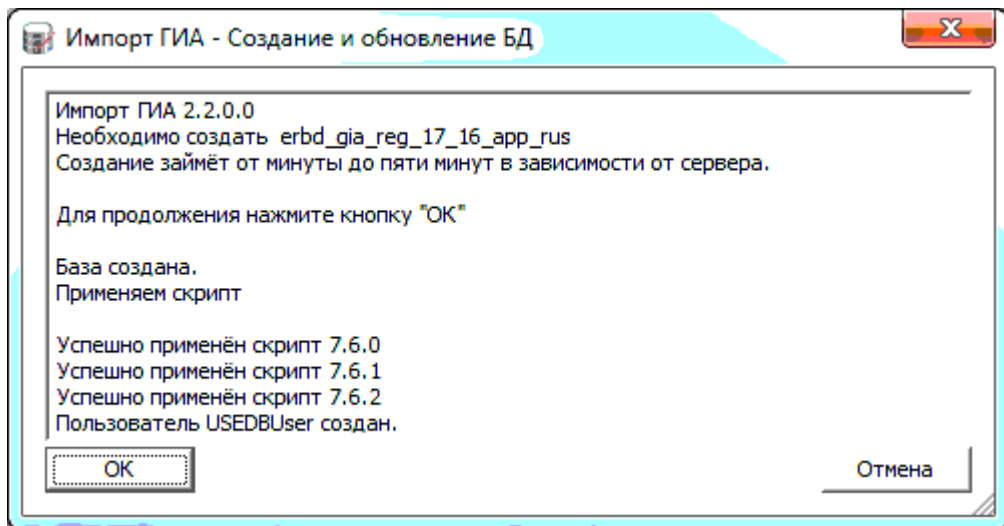 Импорт ГИА - Создание и обновление БД
Импорт ГИА 2.2.0.0
Необходимо создать erbd_gia_reg_17_16_app_rus
Создание займёт от минуты до пяти минут в зависимости от сервера.
Для продолжения нажмите кнопку "ОК"
База создана.
Применяем скрипт
Успешно применён скрипт 7.6.0
Успешно применён скрипт 7.6.1
Успешно применён скрипт 7.6.2
Пользователь USEDBUser создан.
ОК
Отмена